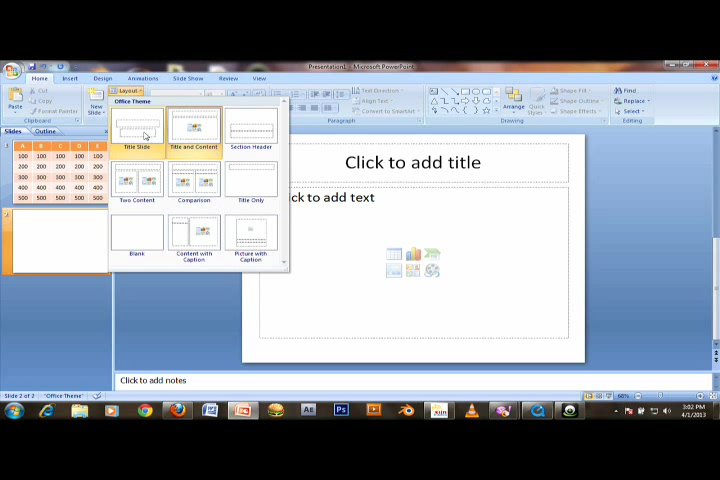 Presentation1 - Microsoft PowerPoint
Home Insert Design Animations Slide Show Review View
Paste
Cut
Copy
Format Painter
Clipboard
New
Slide
Layout
Office Theme
Title Slide Title and Content Section Header
Two Content Comparison Title Only
Blank Content with
Caption Picture with
Caption
Text Direction
Align Text
Paragraph
Arrange
Quick
Styles
Shape Fill
Shape Outline
Shape Effects
Drawing
Find
Replace
Select
Editing
Slides Outline
1
A B C D E
100 100 100 100 100
200 200 200 200 200
300 300 300 300 300
400 400 400 400 400
500 500 500 500 500
2
Click to add title
ck to add text
Click to add notes
Slide 2 of 2 "Office Theme" 66%
Ae Ps
3:02 PM
4/1/2013